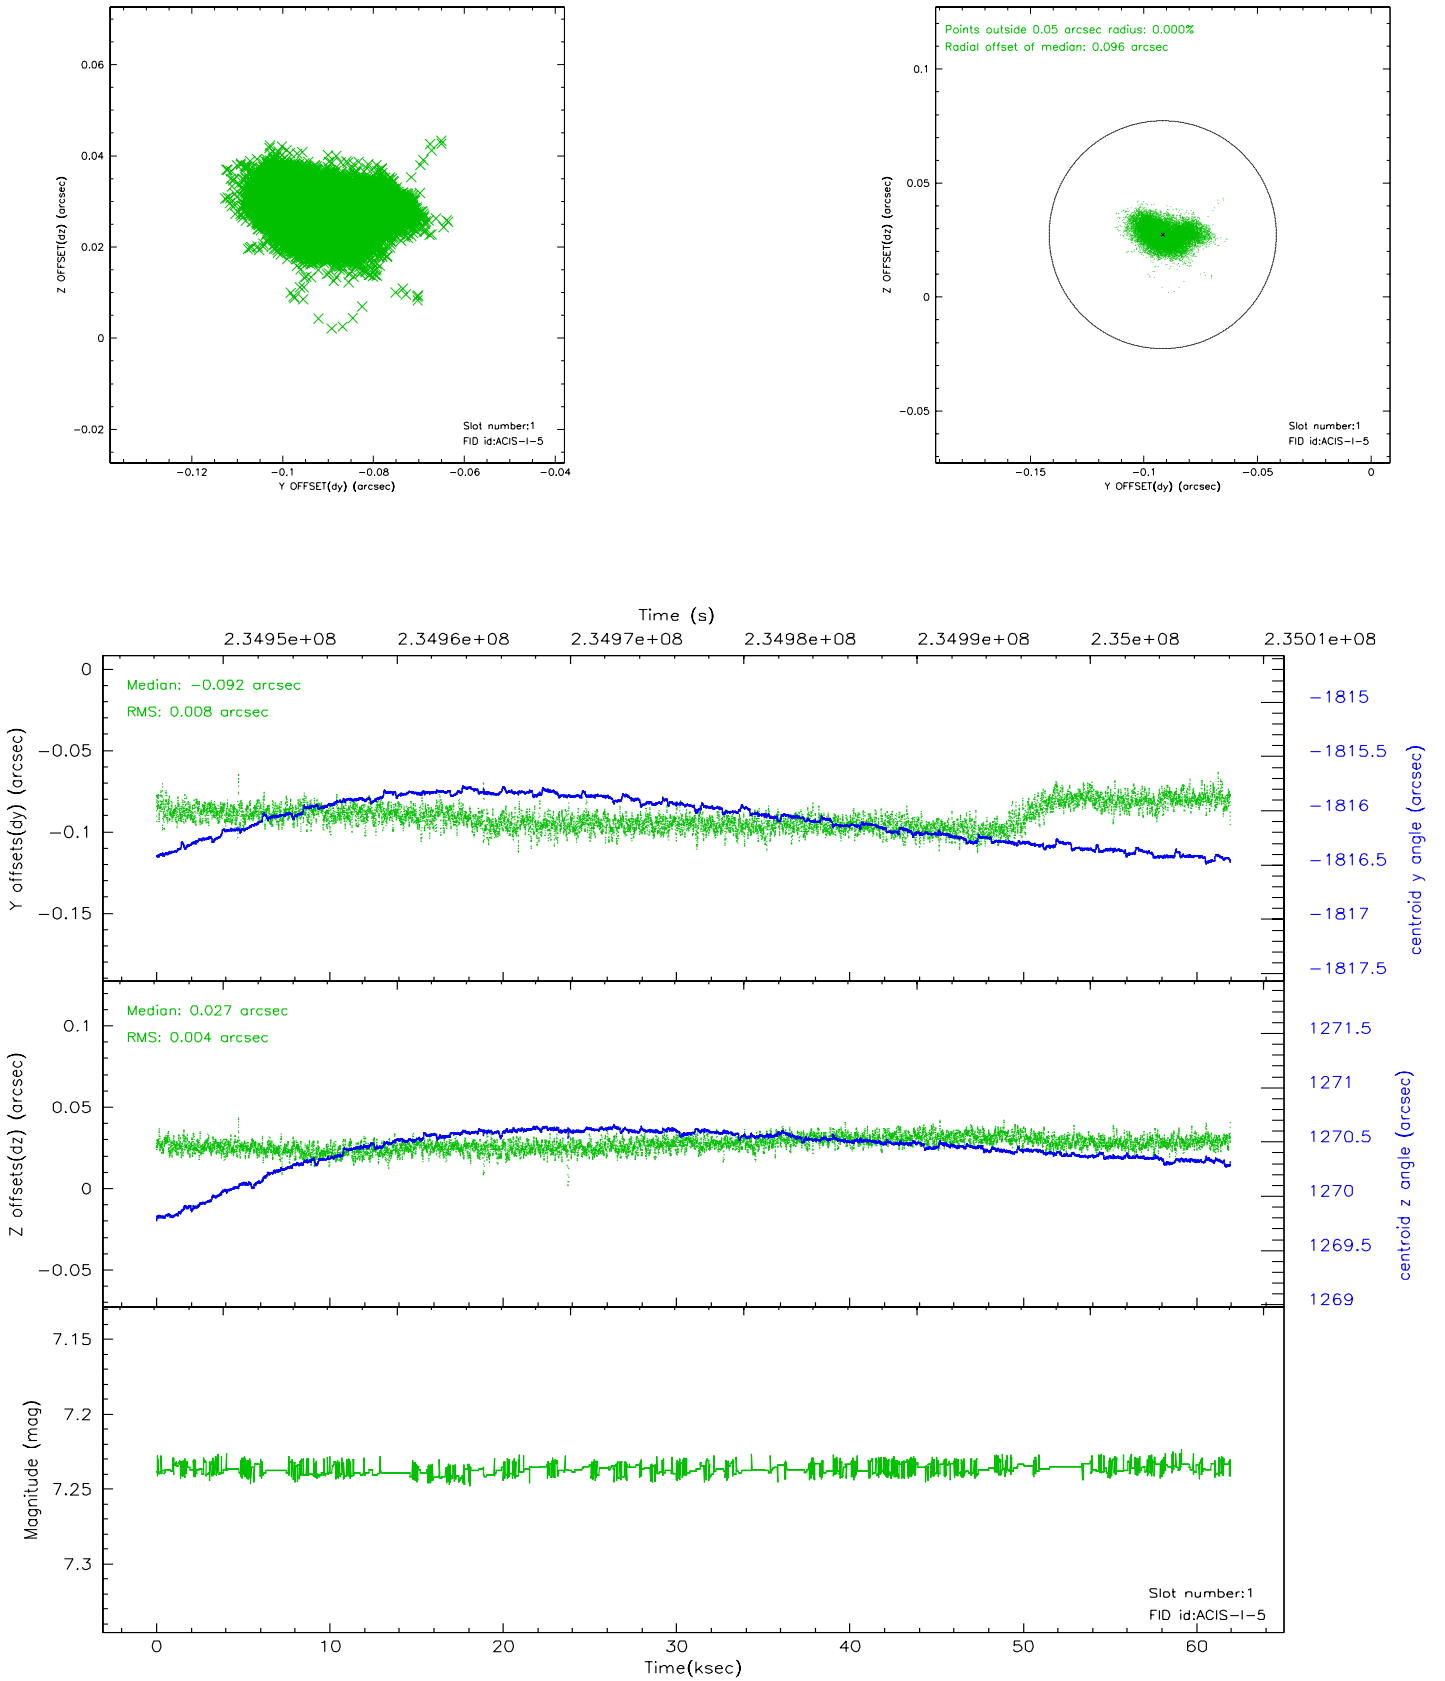 0.06
0.04
0.02
0
−0.02
Z OFFSET(dz) (arcsec)
Slot number:1
FID id:ACIS−I−5
−0.12 −0.1 −0.08 −0.06 −0.04
Y OFFSET(dy) (arcsec)
Points outside 0.05 arcsec radius: 0.000%
Radial offset of median: 0.096 arcsec
0.1
0.05
0
−0.05
Z OFFSET(dz) (arcsec)
Slot number:1
FID id:ACIS−I−5
−0.15 −0.1 −0.05 0
Y OFFSET(dy) (arcsec)
Time (s)
2.3495e+08 2.3496e+08 2.3497e+08 2.3498e+08 2.3499e+08 2.35e+08 2.3501e+08
Median: −0.092 arcsec
RMS: 0.008 arcsec
0
−0.05
−0.1
−0.15
Y offsets(dy) (arcsec)
−1815
−1815.5
−1816
−1816.5
−1817
−1817.5
centroid y angle (arcsec)
Median: 0.027 arcsec
RMS: 0.004 arcsec
0.1
0.05
0
−0.05
Z offsets(dz) (arcsec)
1271.5
1271
1270.5
1270
1269.5
1269
centroid z angle (arcsec)
7.15
7.2
7.25
7.3
Magnitude (mag)
Slot number:1
FID id:ACIS−I−5
0 10 20 30 40 50 60
Time(ksec)